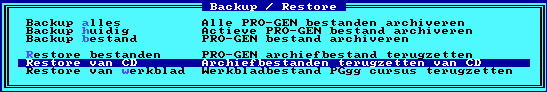 Backup / Restore
Backup alles Alle PRO-GEN bestanden archiveren
Backup huidig Actieve PRO-GEN bestand archiveren
Backup bestand PRO-GEN bestand archiveren
Restore bestanden PRO-GEN archiefbestand terugzetten
Restore van CD Archiefbestanden terugzetten van CD
Restore van werkblad Werkbladbestand PGgg cursus terugzetten